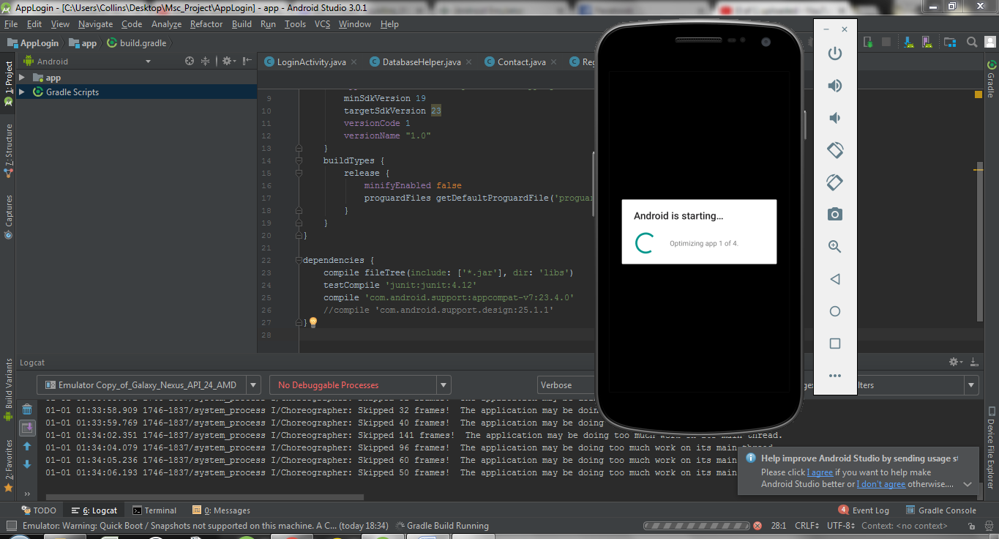 AppLogin - [C:\Users\Collins\Desktop\Msc_Project\AppLogin] - app - Android Studio 3.0.1
File Edit View Navigate Code Analyze Refactor Build Run Tools VCS Window Help
AppLogin app build.gradle
1: Project
7: Structure
Captures
Build Variants
2: Favorites
Android
app
Gradle Scripts
LoginActivity.java DatabaseHelper.java Contact.java Reg
9 minSdkVersion 19
10 targetSdkVersion 23
11 versionCode 1
12 versionName "1.0"
13 }
14 buildTypes {
15 release {
16 minifyEnabled false
17 proguardFiles getDefaultProguardFile('proguar
18 }
19 }
20 }
21
22 dependencies {
23 compile fileTree(include: ['*.jar'], dir: 'libs')
24 testCompile 'junit:junit:4.12'
25 compile 'com.android.support:appcompat-v7:23.4.0'
26 //compile 'com.android.support.design:25.1.1'
27 }
28
Android is starting...
Optimizing app 1 of 4.
Gradle
Device File Explorer
Logcat
Emulator Copy_of_Galaxy_Nexus_API_24_AMD No Debuggable Processes Verbose
01-01 01:33:58.909 1746-1837/system_process I/Choreographer: Skipped 32 frames! The application may be doin
01-01 01:33:59.769 1746-1837/system_process I/Choreographer: Skipped 40 frames! The application may be doing
01-01 01:34:02.351 1746-1837/system_process I/Choreographer: Skipped 141 frames! The application may be doing too much work on its main thread.
01-01 01:34:04.079 1746-1837/system_process I/Choreographer: Skipped 96 frames! The application may be doing too much work on its main thread.
01-01 01:34:05.236 1746-1837/system_process I/Choreographer: Skipped 60 frames! The application may be doing too much work on its main
01-01 01:34:06.193 1746-1837/system_process I/Choreographer: Skipped 50 frames! The application may be doing too much work on its main
Help improve Android Studio by sending usage st
Please click I agree if you want to help make
Android Studio better or I don't agree otherwise....
TODO 6: Logcat Terminal 0: Messages 4 Event Log Gradle Console
Emulator: Warning: Quick Boot / Snapshots not supported on this machine. A C... (today 18:34) Gradle Build Running 28:1 CRLF UTF-8 Context: <no context>